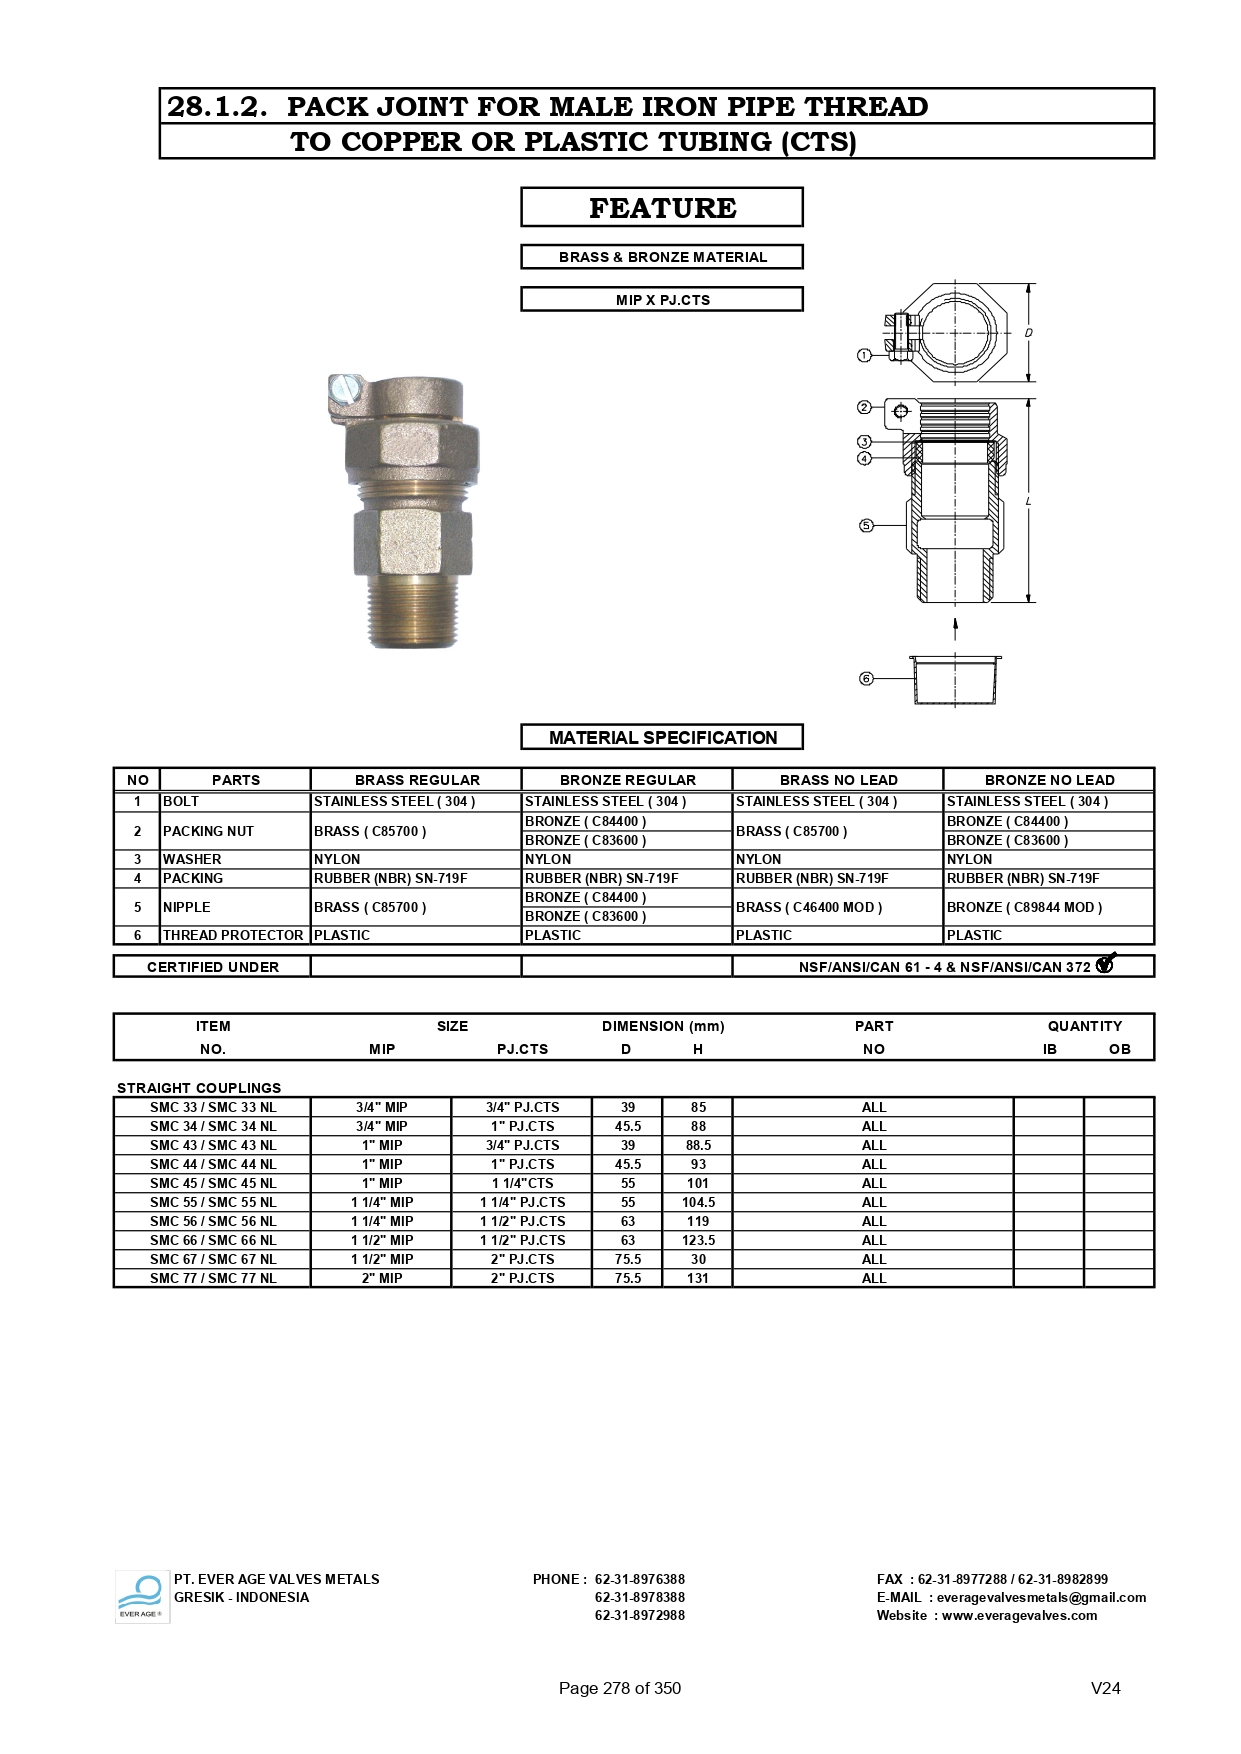 28.1.2. PACK JOINT FOR MALE IRON PIPE THREAD
TO COPPER OR PLASTIC TUBING (CTS)
FEATURE
BRASS & BRONZE MATERIAL
MIP X PJ.CTS
D
1
2
3
4
L
5
6
MATERIAL SPECIFICATION
NO PARTS BRASS REGULAR BRONZE REGULAR BRASS NO LEAD BRONZE NO LEAD
1 BOLT STAINLESS STEEL ( 304 ) STAINLESS STEEL ( 304 ) STAINLESS STEEL ( 304 ) STAINLESS STEEL ( 304 )
2 PACKING NUT BRASS ( C85700 ) BRONZE ( C84400 ) BRASS ( C85700 ) BRONZE ( C84400 )
BRONZE ( C83600 ) BRONZE ( C83600 )
3 WASHER NYLON NYLON NYLON NYLON
4 PACKING RUBBER (NBR) SN-719F RUBBER (NBR) SN-719F RUBBER (NBR) SN-719F RUBBER (NBR) SN-719F
5 NIPPLE BRASS ( C85700 ) BRONZE ( C84400 ) BRASS ( C46400 MOD ) BRONZE ( C89844 MOD )
BRONZE ( C83600 )
6 THREAD PROTECTOR PLASTIC PLASTIC PLASTIC PLASTIC
CERTIFIED UNDER NSF/ANSI/CAN 61 - 4 & NSF/ANSI/CAN 372
ITEM SIZE DIMENSION (mm) PART QUANTITY
NO. MIP PJ.CTS D H NO IB OB
STRAIGHT COUPLINGS
SMC 33 / SMC 33 NL 3/4" MIP 3/4" PJ.CTS 39 85 ALL
SMC 34 / SMC 34 NL 3/4" MIP 1" PJ.CTS 45.5 88 ALL
SMC 43 / SMC 43 NL 1" MIP 3/4" PJ.CTS 39 88.5 ALL
SMC 44 / SMC 44 NL 1" MIP 1" PJ.CTS 45.5 93 ALL
SMC 45 / SMC 45 NL 1" MIP 1 1/4"CTS 55 101 ALL
SMC 55 / SMC 55 NL 1 1/4" MIP 1 1/4" PJ.CTS 55 104.5 ALL
SMC 56 / SMC 56 NL 1 1/4" MIP 1 1/2" PJ.CTS 63 119 ALL
SMC 66 / SMC 66 NL 1 1/2" MIP 1 1/2" PJ.CTS 63 123.5 ALL
SMC 67 / SMC 67 NL 1 1/2" MIP 2" PJ.CTS 75.5 30 ALL
SMC 77 / SMC 77 NL 2" MIP 2" PJ.CTS 75.5 131 ALL
EVER AGE ®
PT. EVER AGE VALVES METALS PHONE : 62-31-8976388 FAX : 62-31-8977288 / 62-31-8982899
GRESIK - INDONESIA 62-31-8978388 E-MAIL : everagevalvesmetals@gmail.com
62-31-8972988 Website : www.everagevalves.com
Page 278 of 350 V24